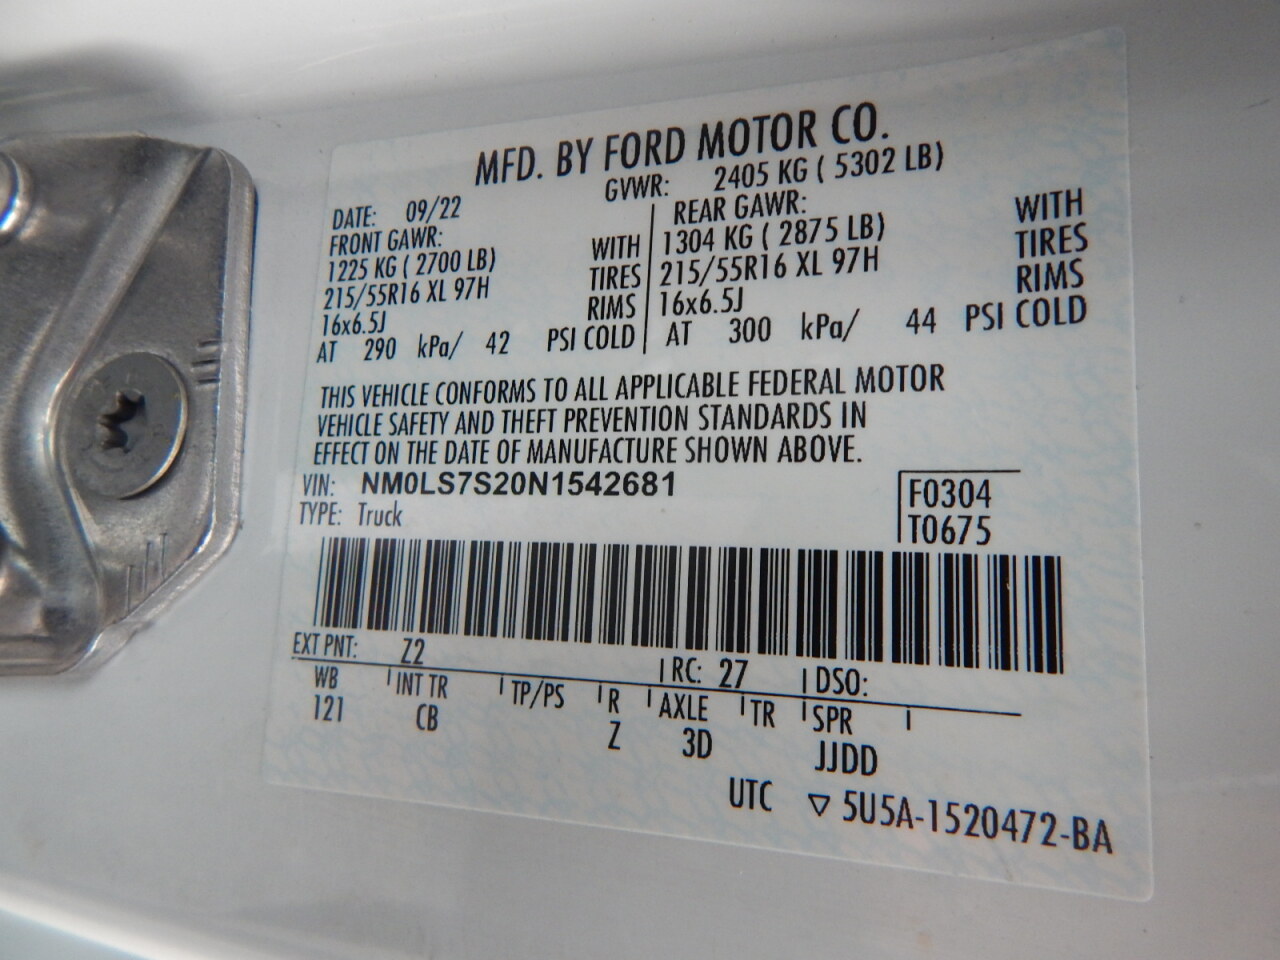 MFD. BY FORD MOTOR CO.
DATE: 09/22 GVWR: 2405 KG ( 5302 LB)
FRONT GAWR: REAR GAWR:
1225 KG ( 2700 LB) WITH 1304 KG ( 2875 LB) WITH
215/55R16 XL 97H TIRES 215/55R16 XL 97H TIRES
16x6.5J RIMS 16x6.5J RIMS
AT 290 kPa/ 42 PSI COLD AT 300 kPa/ 44 PSI COLD
THIS VEHICLE CONFORMS TO ALL APPLICABLE FEDERAL MOTOR
VEHICLE SAFETY AND THEFT PREVENTION STANDARDS IN
EFFECT ON THE DATE OF MANUFACTURE SHOWN ABOVE.
VIN: NM0LS7S20N1542681
F0304
TYPE: Truck
T0675
EXT PNT: Z2 RC: 27 DSO:
WB INT TR TP/PS R AXLE TR SPR
121 CB Z 3D JJDD
UTC ▽ 5U5A-1520472-BA